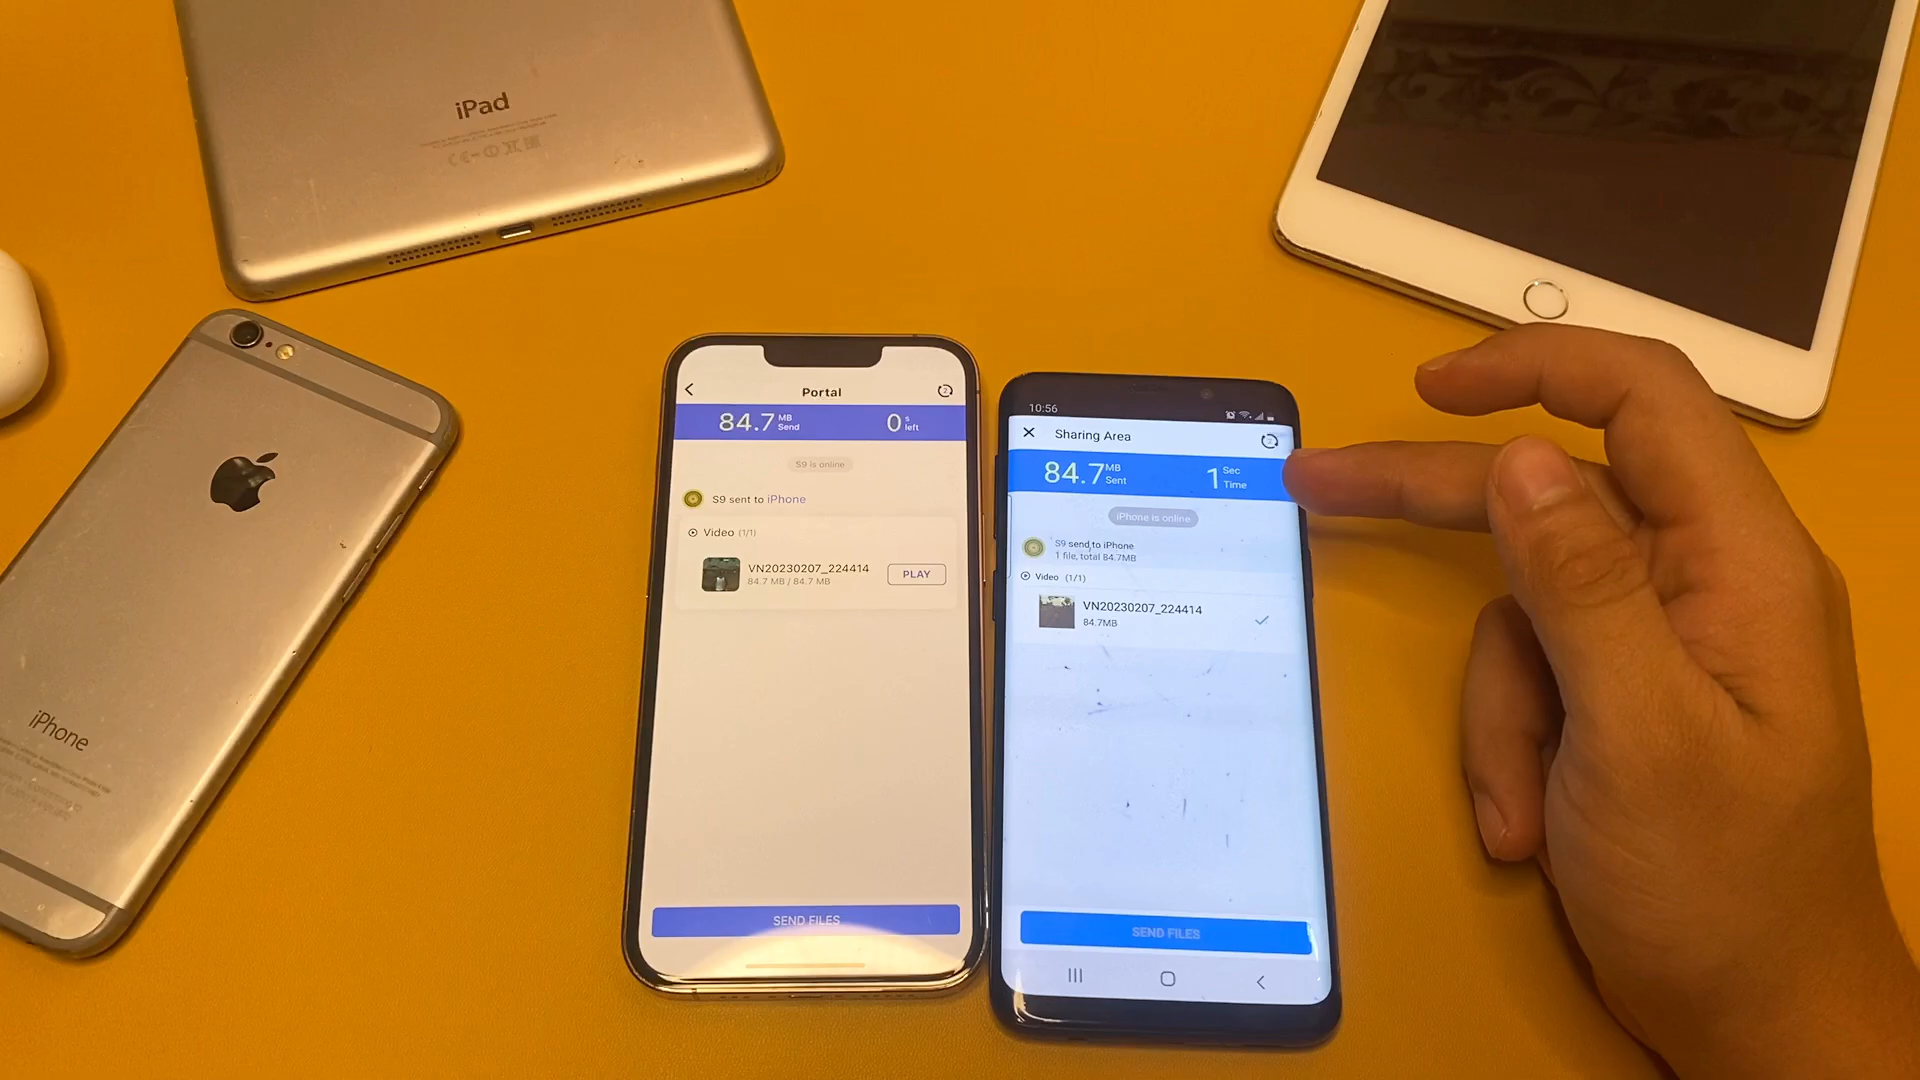 iPad
iPhone
Portal
84.7 MB Send
0 s left
S9 is online
S9 sent to iPhone
Video (1/1)
VN20230207_224414
84.7 MB / 84.7 MB
PLAY
SEND FILES
10:56
Sharing Area
84.7 MB Sent
1 Sec Time
iPhone is online
S9 send to iPhone
1 file, total 84.7MB
Video (1/1)
VN20230207_224414
84.7MB
SEND FILES